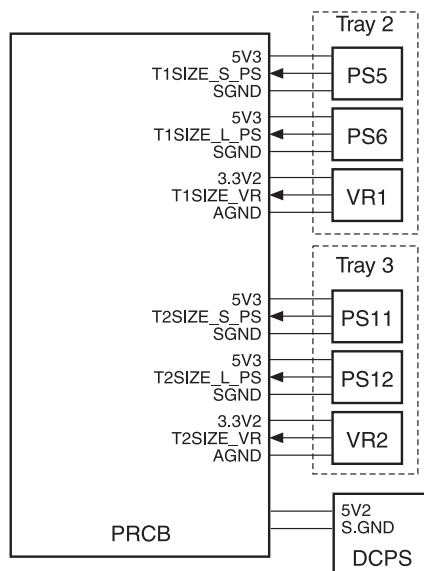 Tray 2
5V3
T1SIZE_S_PS
SGND
PS5
5V3
T1SIZE_L_PS
SGND
PS6
3.3V2
T1SIZE_VR
AGND
VR1
Tray 3
5V3
T2SIZE_S_PS
SGND
PS11
5V3
T2SIZE_L_PS
SGND
PS12
3.3V2
T2SIZE_VR
AGND
VR2
PRCB
5V2
S.GND
DCPS